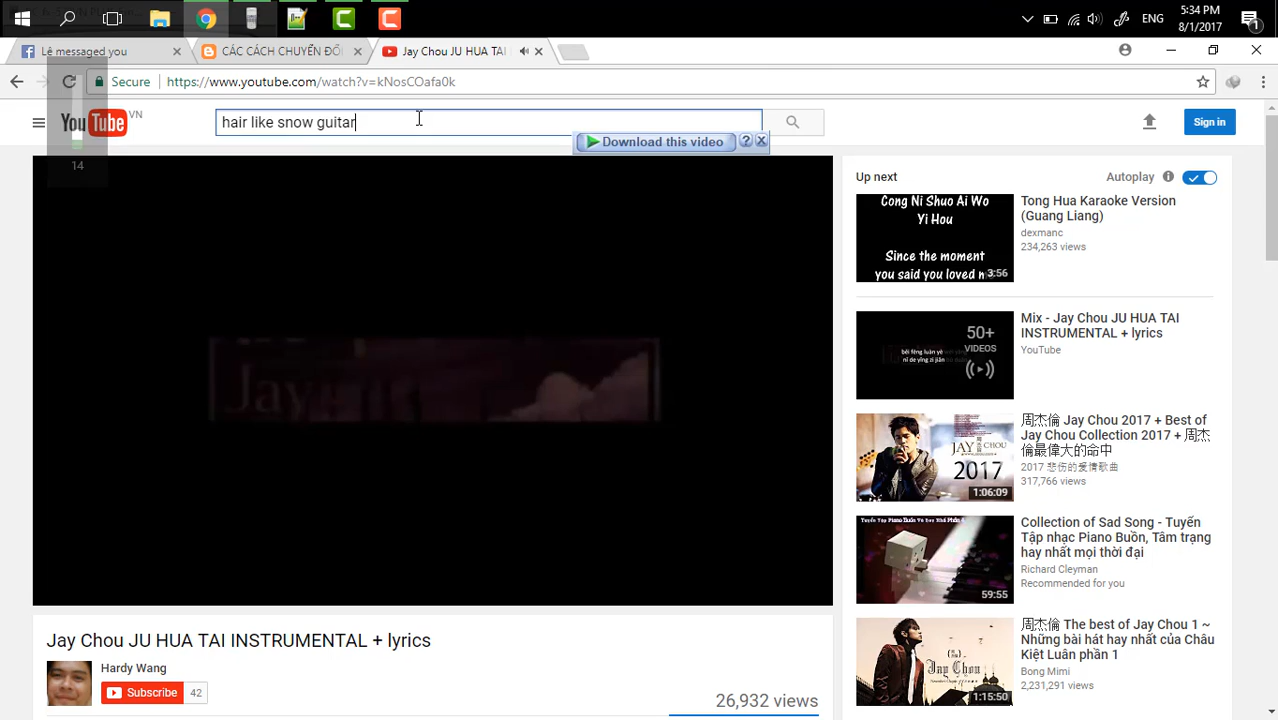 5:34 PM
ENG
8/1/2017
Lê messaged you
CÁC CÁCH CHUYỂN ĐỔI
Jay Chou JU HUA TAI
Secure
https://www.youtube.com/watch?v=kNosCOafa0k
YouTube VN
hair like snow guitar
Sign in
Download this video
14
Up next
Autoplay
Cong Ni Shuo Ai Wo
Yi Hou
Since the moment
you said you loved m
3:56
Tong Hua Karaoke Version
(Guang Liang)
dexmanc
234,263 views
50+
VIDEOS
Mix - Jay Chou JU HUA TAI
INSTRUMENTAL + lyrics
YouTube
Jay
JAY CHOU
2017
1:06:09
周杰倫 Jay Chou 2017 + Best of
Jay Chou Collection 2017 + 周杰
倫最偉大的命中
2017 悲伤的爱情歌曲
317,766 views
59:55
Collection of Sad Song - Tuyển
Tập nhạc Piano Buồn, Tâm trạng
hay nhất mọi thời đại
Richard Cleyman
Recommended for you
Jay Chou
1:15:50
周杰倫 The best of Jay Chou 1 ~
Những bài hát hay nhất của Châu
Kiệt Luân phần 1
Bong Mimi
2,231,291 views
Jay Chou JU HUA TAI INSTRUMENTAL + lyrics
Hardy Wang
Subscribe 42
26,932 views